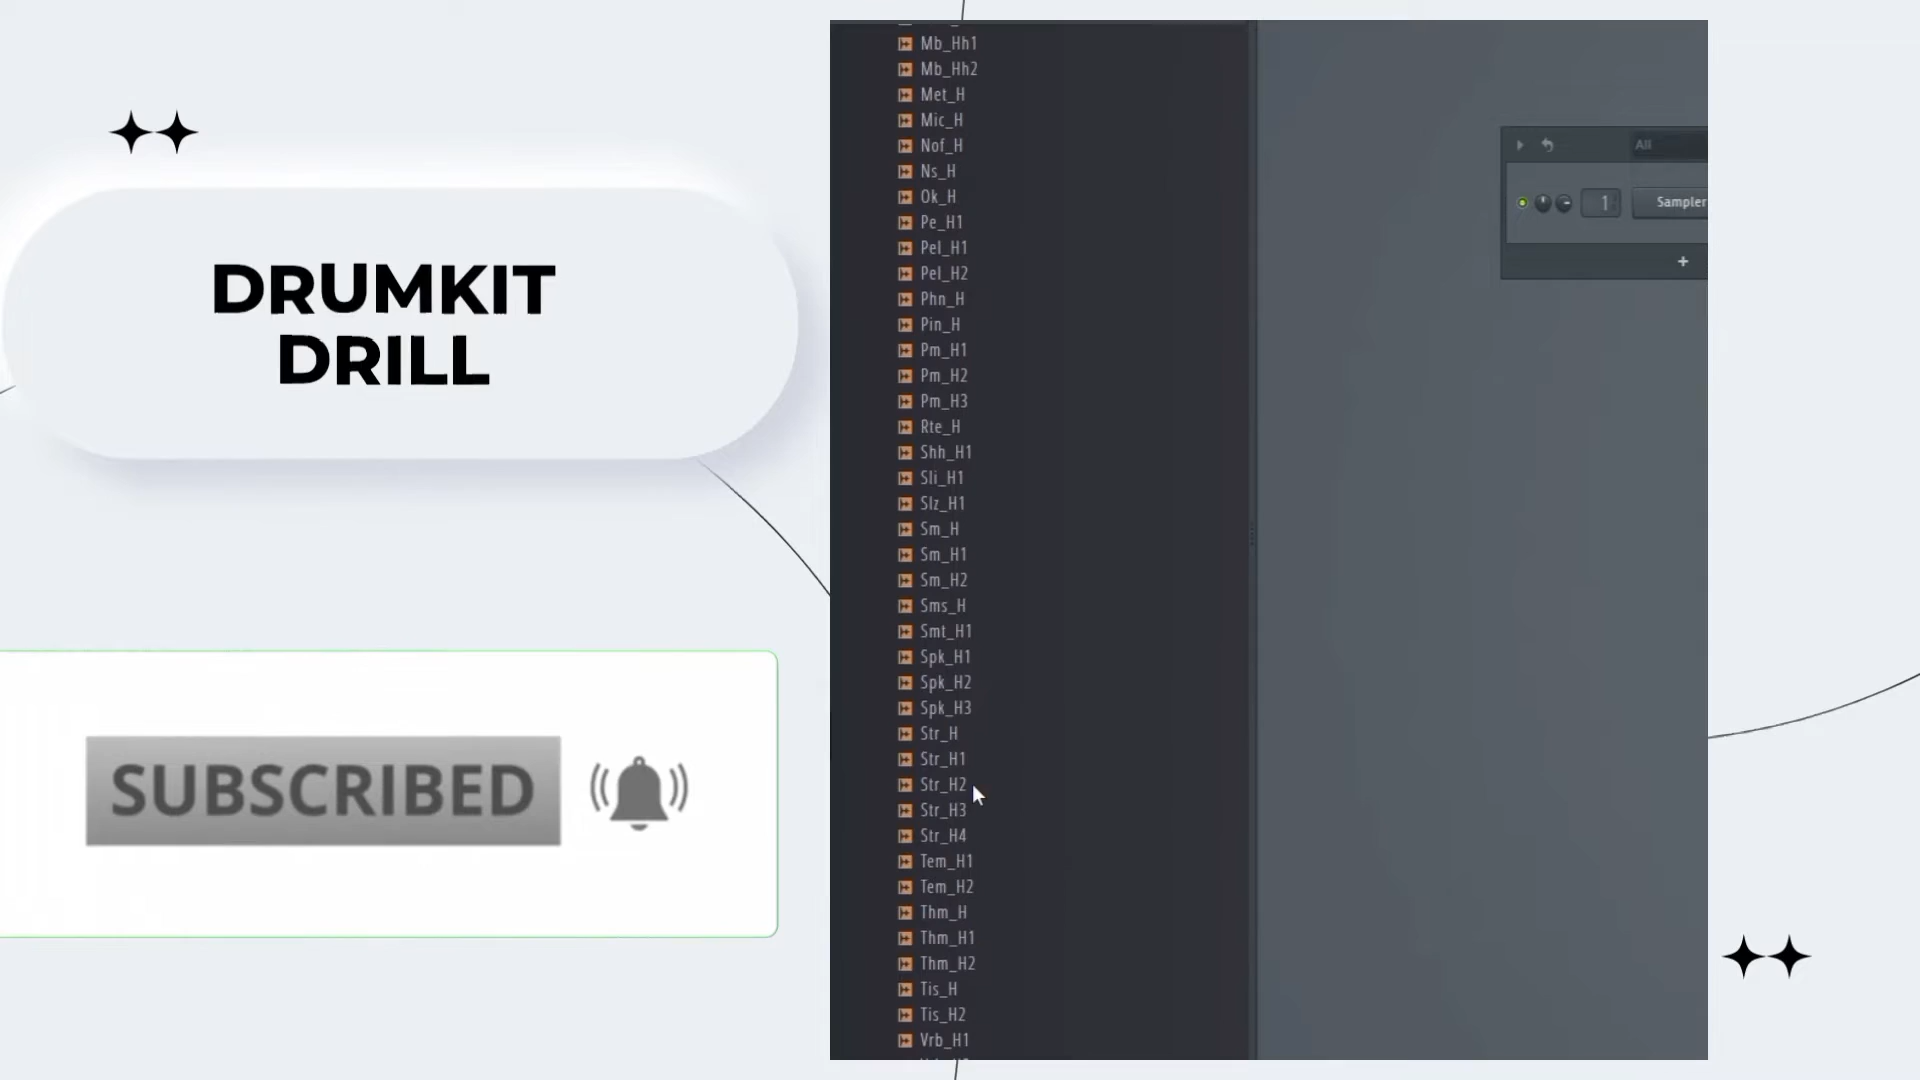 DRUMKIT
DRILL
SUBSCRIBED
Mb_Hh1
Mb_Hh2
Met_H
Mic_H
Nof_H
Ns_H
Ok_H
Pe_H1
Pel_H1
Pel_H2
Phn_H
Pin_H
Pm_H1
Pm_H2
Pm_H3
Rte_H
Shh_H1
Sli_H1
Slz_H1
Sm_H
Sm_H1
Sm_H2
Sms_H
Smt_H1
Spk_H1
Spk_H2
Spk_H3
Str_H
Str_H1
Str_H2
Str_H3
Str_H4
Tem_H1
Tem_H2
Thm_H
Thm_H1
Thm_H2
Tis_H
Tis_H2
Vrb_H1
All
1 Sampler
+